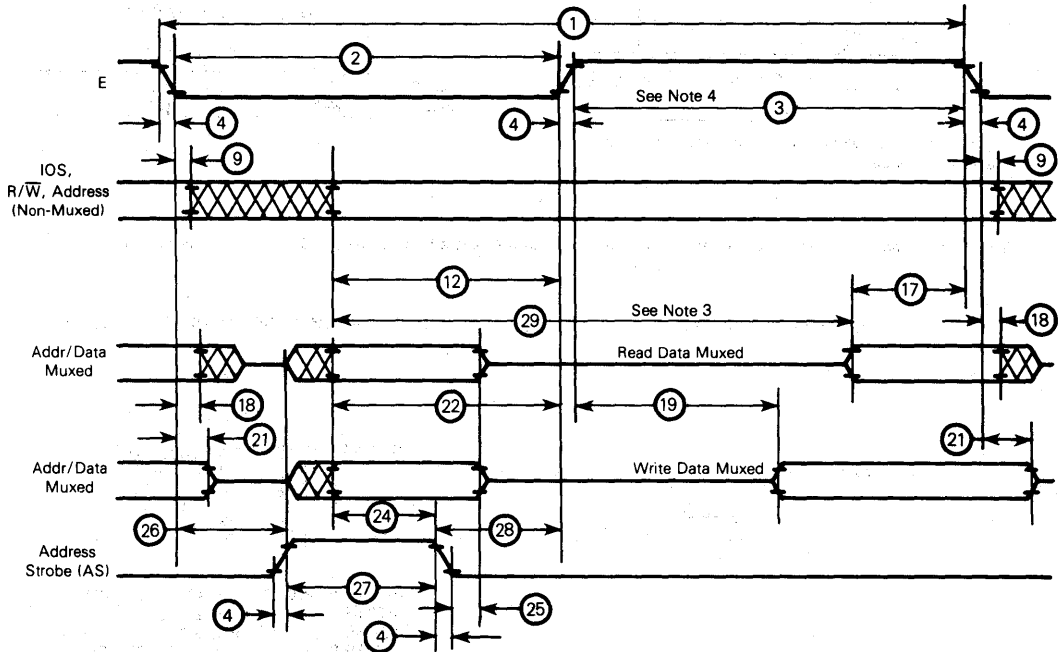 1
2
E
See Note 4
3
4
4
4
9
9
IOS,
R/W̅, Address
(Non-Muxed)
12
17
29
See Note 3
18
Addr/Data
Muxed
Read Data Muxed
18
22
19
21
21
Addr/Data
Muxed
Write Data Muxed
26
24
28
Address
Strobe (AS)
27
4
25
4